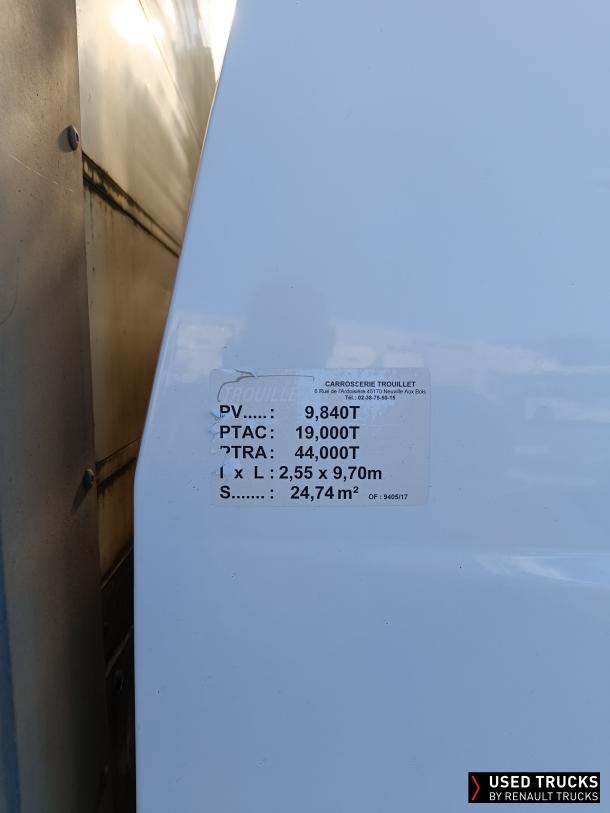 TROUILLET
CARROSSERIE TROUILLET
6 Rue de l'Ardoisière 45170 Neuville Aux Bois
Tél.: 02-38-75-50-15
PV.....: 9,840T
PTAC: 19,000T
PTRA: 44,000T
l x L : 2,55 x 9,70m
S.......: 24,74 m² OF : 9405/17
USED TRUCKS
BY RENAULT TRUCKS